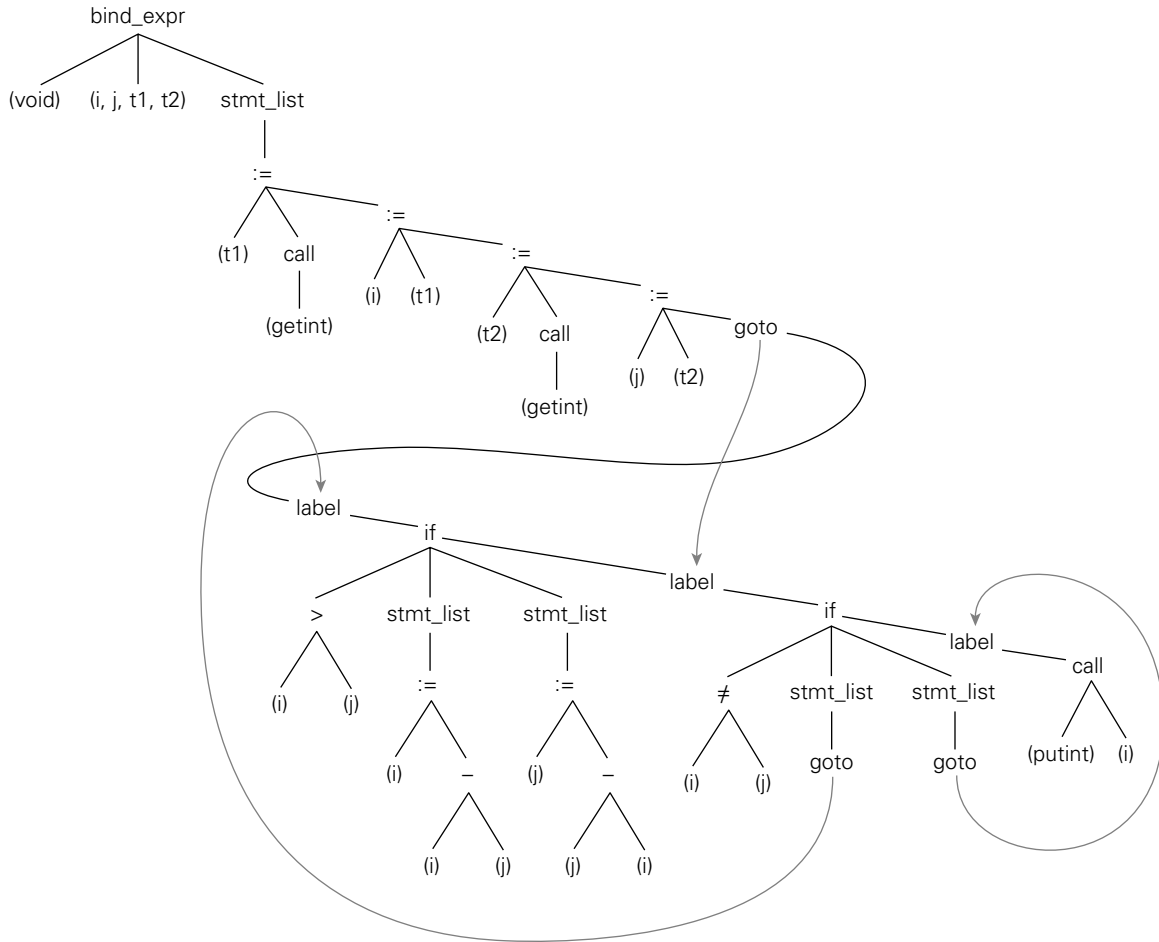 bind_expr
(void) (i, j, t1, t2) stmt_list
:=
:=
(t1) call :=
(i) (t1) :=
(getint) (t2) call goto
(j) (t2)
(getint)
label
if
label
> stmt_list stmt_list if
label
(i) (j) := := ≠ stmt_list stmt_list call
(i) – (j) – (i) (j) goto goto (putint) (i)
(i) (j) (j) (i)